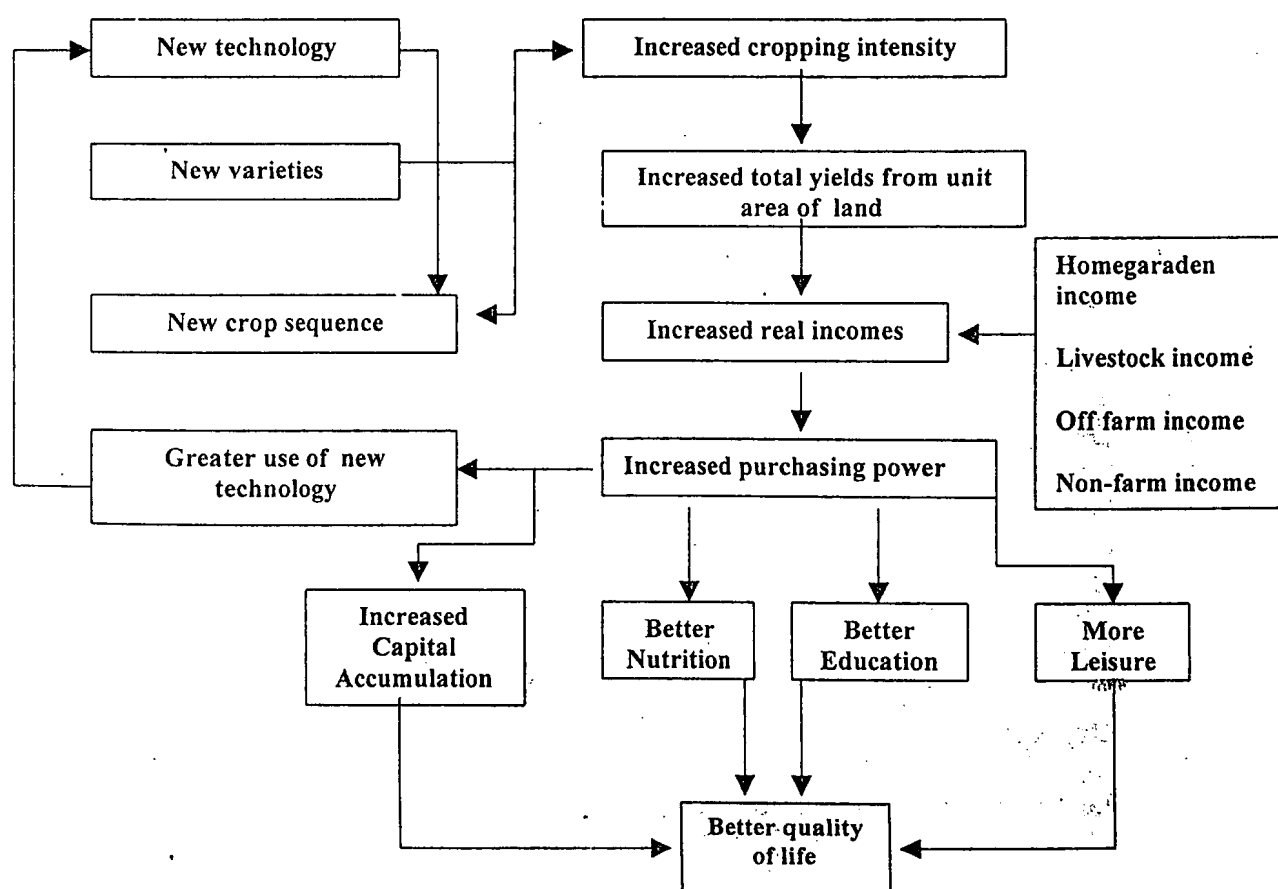 New technology
Increased cropping intensity
New varieties
Increased total yields from unit
area of land
Homegaraden
income
Livestock income
Off farm income
Non-farm income
New crop sequence
Increased real incomes
Greater use of new
technology
Increased purchasing power
Increased
Capital
Accumulation
Better
Nutrition
Better
Education
More
Leisure
Better quality
of life